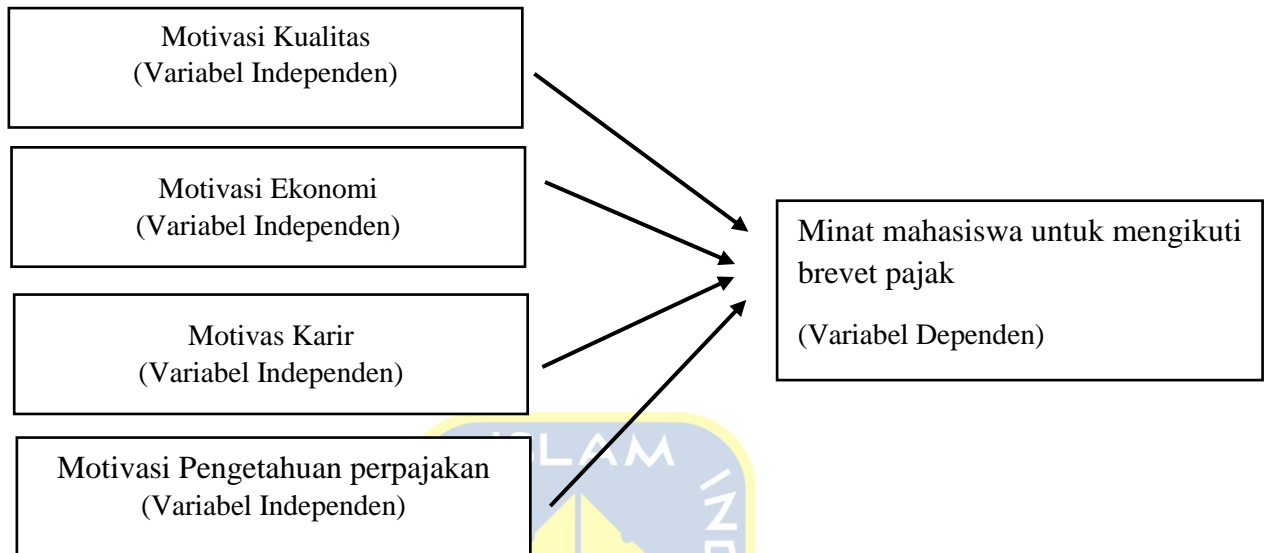 Motivasi Kualitas
(Variabel Independen)
Motivasi Ekonomi
(Variabel Independen)
Motivas Karir
(Variabel Independen)
Motivasi Pengetahuan perpajakan
(Variabel Independen)
Minat mahasiswa untuk mengikuti
brevet pajak
(Variabel Dependen)
ISLAM